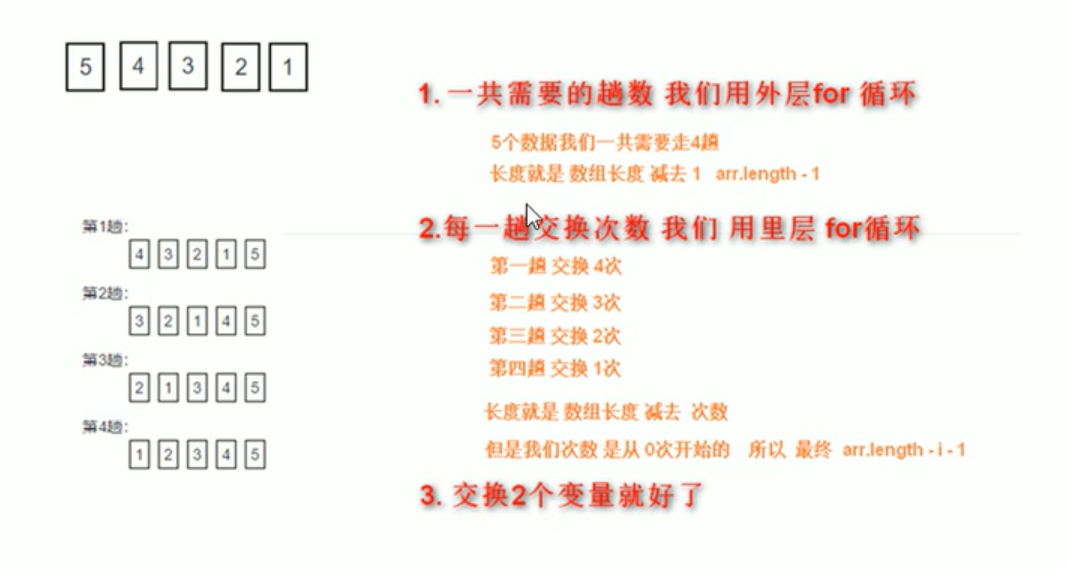 5 4 3 2 1
1. 一共需要的趟数 我们用外层for 循环
5个数据我们一共需要走4趟
长度就是 数组长度 减去 1 arr.length - 1
第1趟:
4 3 2 1 5
2.每一趟交换次数 我们 用里层 for循环
第一趟 交换 4次
第2趟:
3 2 1 4 5
第二趟 交换 3次
第三趟 交换 2次
第3趟:
2 1 3 4 5
第四趟 交换 1次
长度就是 数组长度 减去 次数
第4趟:
1 2 3 4 5
但是我们次数 是从 0次开始的 所以 最终 arr.length - i - 1
3. 交换2个变量就好了